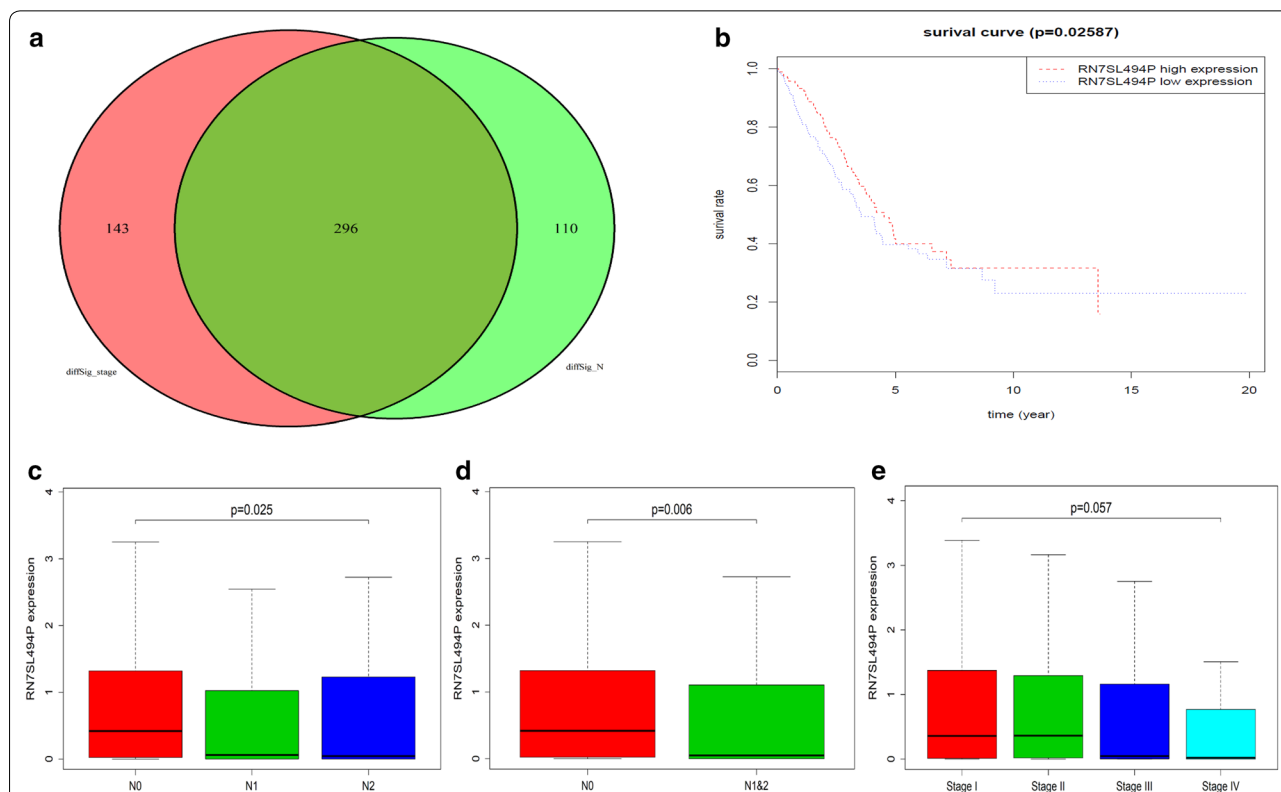 a
143
296
110
diffSig_stage
diffSig_N
b
surival curve (p=0.02587)
RN7SL494P high expression
RN7SL494P low expression
surival rate
1.0
0.8
0.6
0.4
0.2
0.0
0 5 10 15 20
time (year)
c
RN7SL494P expression
4
3
2
1
0
p=0.025
N0 N1 N2
d
RN7SL494P expression
4
3
2
1
0
p=0.006
N0 N1&2
e
RN7SL494P expression
4
3
2
1
0
p=0.057
Stage I Stage II Stage III Stage IV